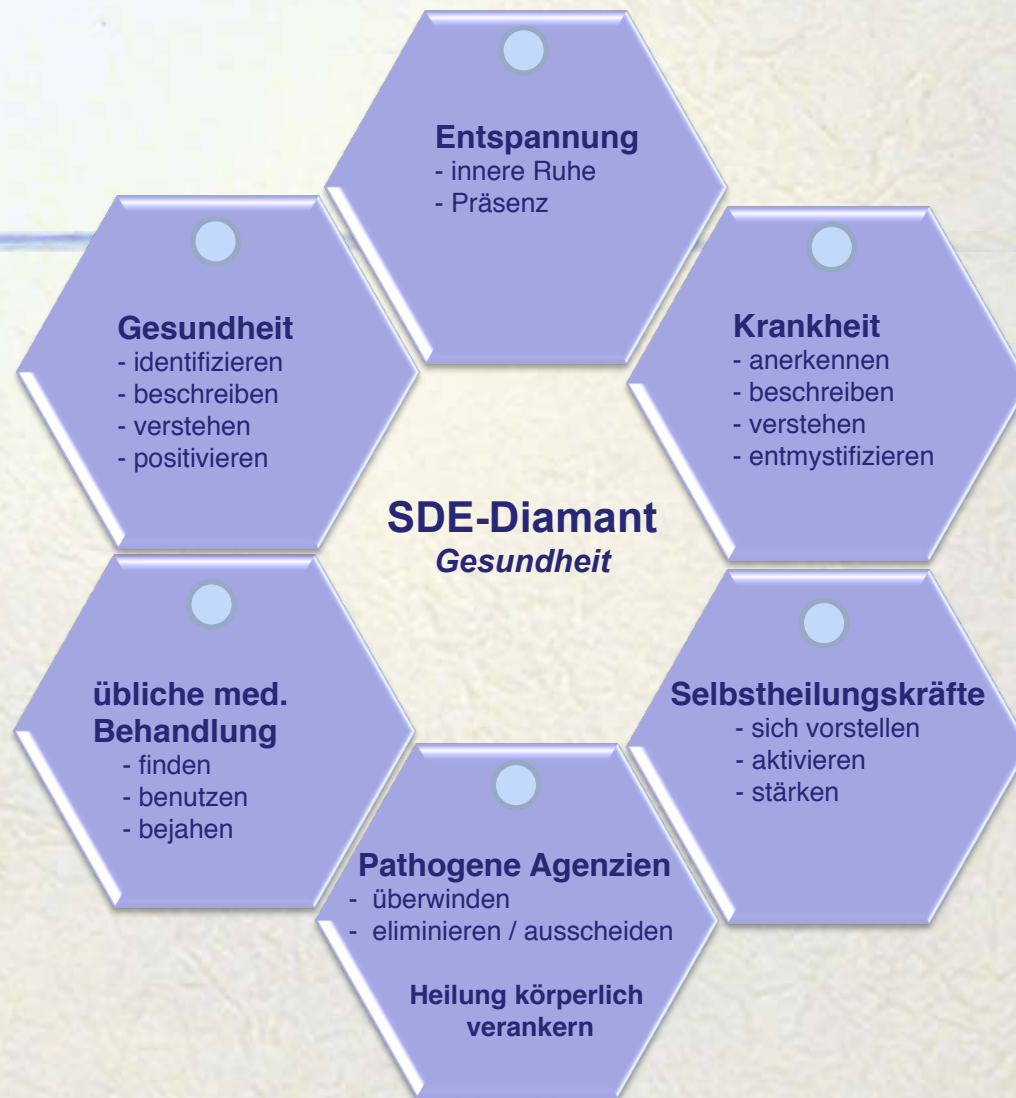 Entspannung
- innere Ruhe
- Präsenz
Gesundheit
- identifizieren
- beschreiben
- verstehen
- positivieren
Krankheit
- anerkennen
- beschreiben
- verstehen
- entmystifizieren
SDE-Diamant
Gesundheit
übliche med.
Behandlung
- finden
- benutzen
- bejahen
Selbstheilungskräfte
- sich vorstellen
- aktivieren
- stärken
Pathogene Agenzien
- überwinden
- eliminieren / ausscheiden
Heilung körperlich
verankern